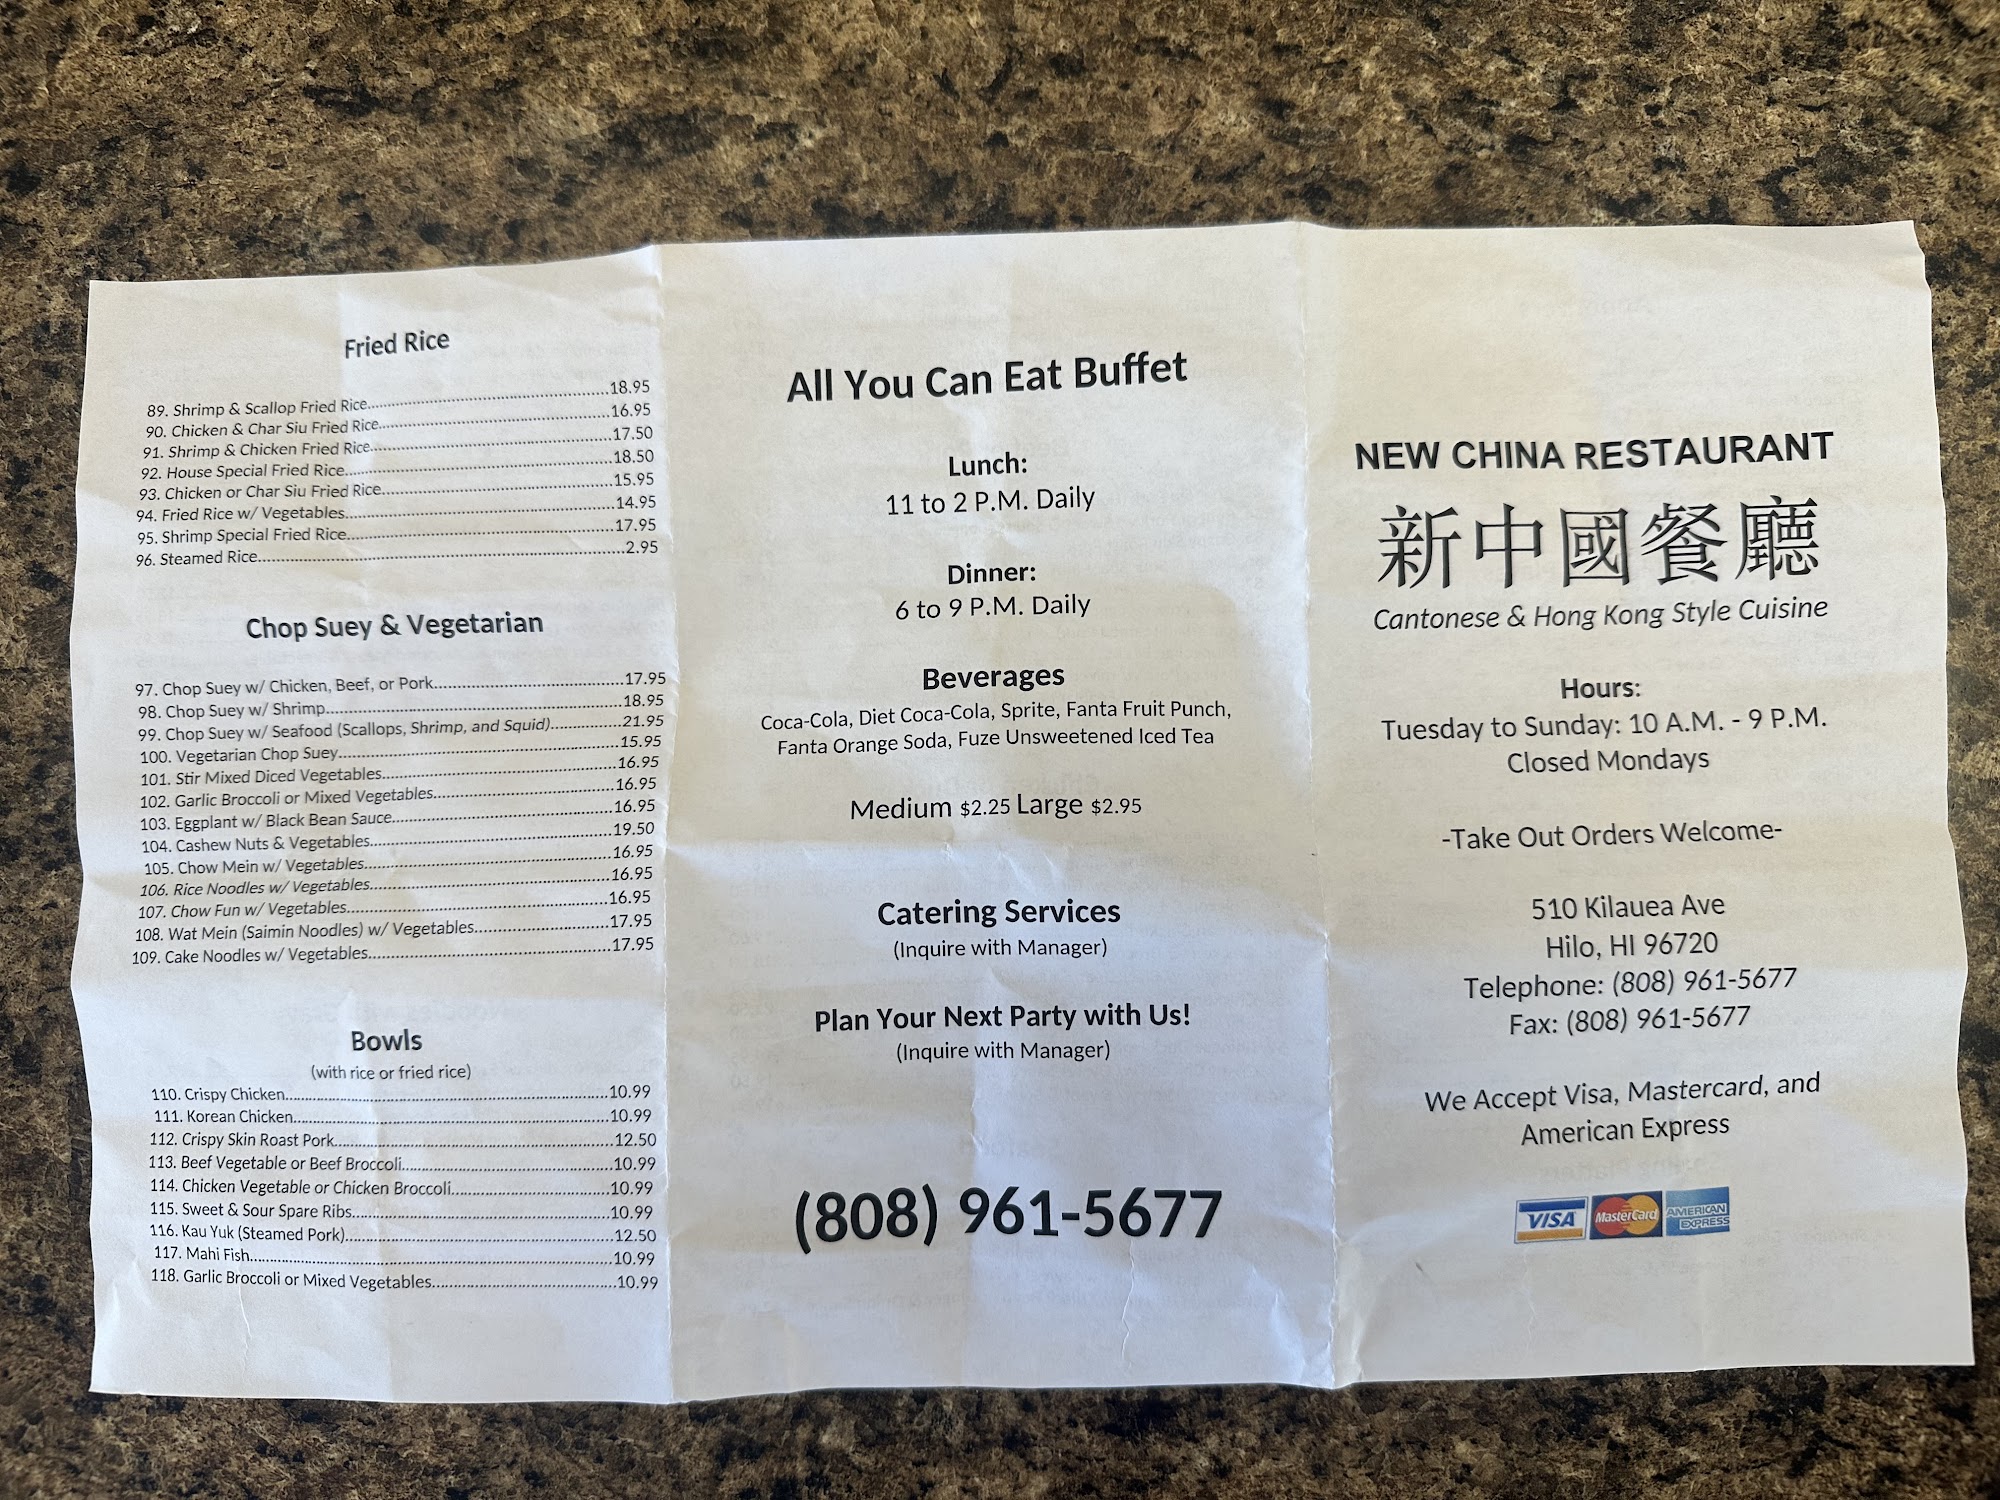 Fried Rice
89. Shrimp & Scallop Fried Rice..........18.95
90. Chicken & Char Siu Fried Rice..........16.95
91. Shrimp & Chicken Fried Rice..........17.50
92. House Special Fried Rice..........18.50
93. Chicken or Char Siu Fried Rice..........15.95
94. Fried Rice w/ Vegetables..........14.95
95. Shrimp Special Fried Rice..........17.95
96. Steamed Rice..........2.95
Chop Suey & Vegetarian
97. Chop Suey w/ Chicken, Beef, or Pork..........17.95
98. Chop Suey w/ Shrimp..........18.95
99. Chop Suey w/ Seafood (Scallops, Shrimp, and Squid)..........21.95
100. Vegetarian Chop Suey..........15.95
101. Stir Mixed Diced Vegetables..........16.95
102. Garlic Broccoli or Mixed Vegetables..........16.95
103. Eggplant w/ Black Bean Sauce..........16.95
104. Cashew Nuts & Vegetables..........19.50
105. Chow Mein w/ Vegetables..........16.95
106. Rice Noodles w/ Vegetables..........16.95
107. Chow Fun w/ Vegetables..........16.95
108. Wat Mein (Saimin Noodles) w/ Vegetables..........17.95
109. Cake Noodles w/ Vegetables..........17.95
Bowls
(with rice or fried rice)
110. Crispy Chicken..........10.99
111. Korean Chicken..........10.99
112. Crispy Skin Roast Pork..........12.50
113. Beef Vegetable or Beef Broccoli..........10.99
114. Chicken Vegetable or Chicken Broccoli..........10.99
115. Sweet & Sour Spare Ribs..........10.99
116. Kau Yuk (Steamed Pork)..........12.50
117. Mahi Fish..........10.99
118. Garlic Broccoli or Mixed Vegetables..........10.99
All You Can Eat Buffet
Lunch:
11 to 2 P.M. Daily
Dinner:
6 to 9 P.M. Daily
Beverages
Coca-Cola, Diet Coca-Cola, Sprite, Fanta Fruit Punch,
Fanta Orange Soda, Fuze Unsweetened Iced Tea
Medium $2.25 Large $2.95
Catering Services
(Inquire with Manager)
Plan Your Next Party with Us!
(Inquire with Manager)
(808) 961-5677
NEW CHINA RESTAURANT
新中國餐廳
Cantonese & Hong Kong Style Cuisine
Hours:
Tuesday to Sunday: 10 A.M. - 9 P.M.
Closed Mondays
-Take Out Orders Welcome-
510 Kilauea Ave
Hilo, HI 96720
Telephone: (808) 961-5677
Fax: (808) 961-5677
We Accept Visa, Mastercard, and
American Express
VISA MasterCard AMERICAN EXPRESS